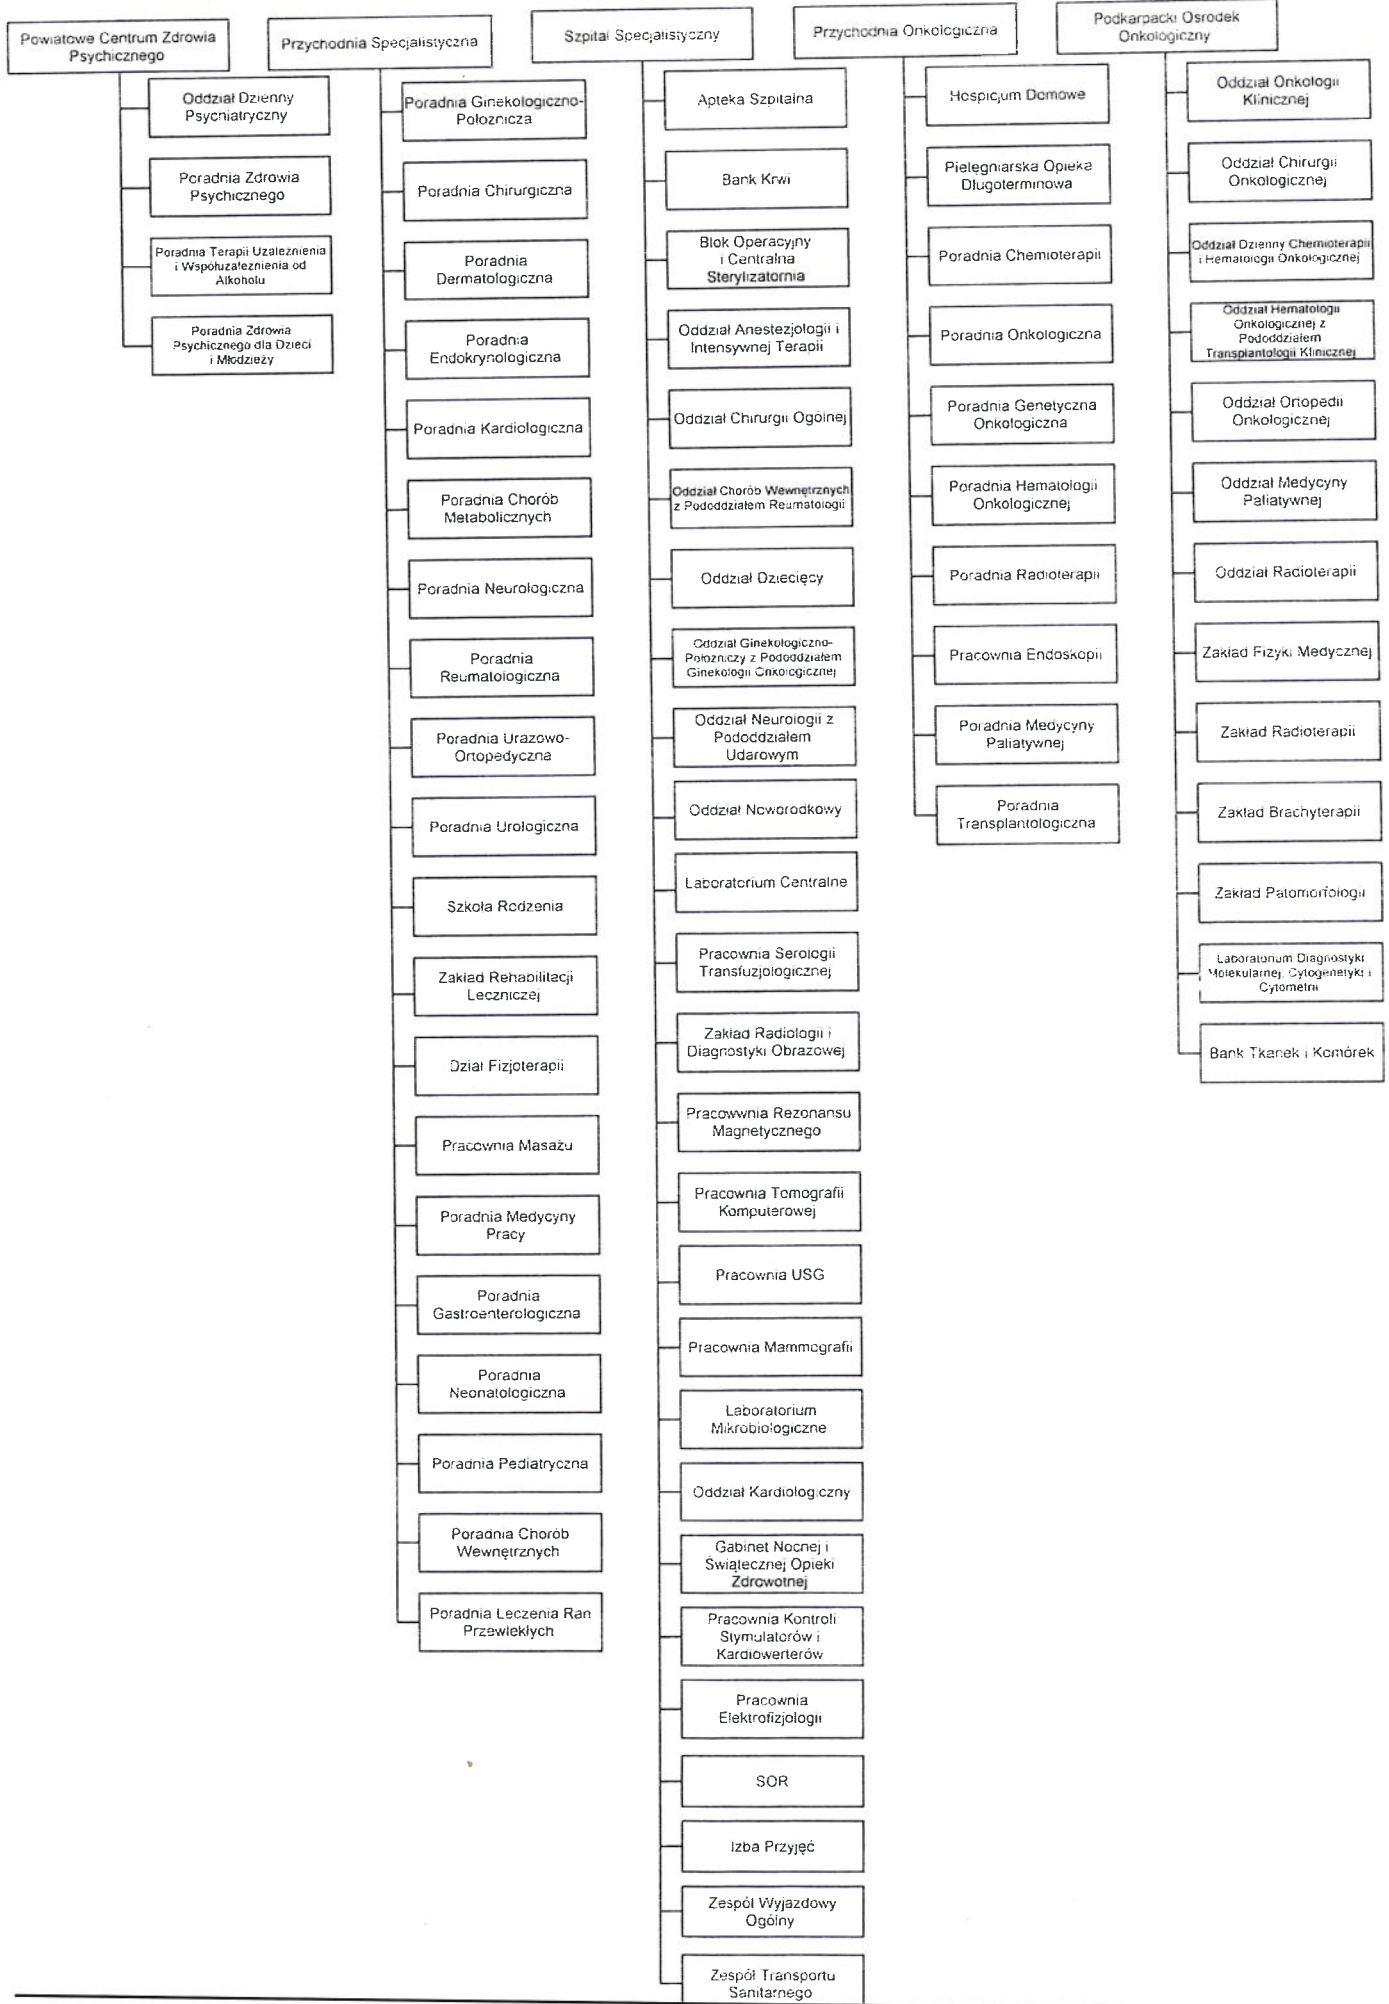 Powiatowe Centrum Zdrowia
Psychicznego
Oddział Dzienny
Psychiatryczny
Poradnia Zdrowia
Psychicznego
Poradnia Terapii Uzależnienia
i Współuzależnienia od
Alkoholu
Poradnia Zdrowia
Psychicznego dla Dzieci
i Młodzieży
Przychodnia Specjalistyczna
Poradnia Ginekologiczno-
Położnicza
Poradnia Chirurgiczna
Poradnia
Dermatologiczna
Poradnia
Endokrynologiczna
Poradnia Kardiologiczna
Poradnia Chorób
Metabolicznych
Poradnia Neurologiczna
Poradnia
Reumatologiczna
Poradnia Urazowo-
Ortopedyczna
Poradnia Urologiczna
Szkoła Rodzenia
Zakład Rehabilitacji
Leczniczej
Dział Fizjoterapii
Pracownia Masażu
Poradnia Medycyny
Pracy
Poradnia
Gastroenterologiczna
Poradnia
Neonatologiczna
Poradnia Pediatryczna
Poradnia Chorób
Wewnętrznych
Poradnia Leczenia Ran
Przewlekłych
Szpital Specjalistyczny
Apteka Szpitalna
Bank Krwi
Blok Operacyjny
i Centralna
Sterylizatornia
Oddział Anestezjologii i
Intensywnej Terapii
Oddział Chirurgii Ogólnej
Oddział Chorób Wewnętrznych
z Pododdziałem Reumatologii
Oddział Dziecięcy
Oddział Ginekologiczno-
Położniczy z Pododdziałem
Ginekologii Onkologicznej
Oddział Neurologii z
Pododdziałem
Udarowym
Oddział Noworodkowy
Laboratorium Centralne
Pracownia Serologii
Transfuzjologicznej
Zakład Radiologii i
Diagnostyki Obrazowej
Pracowwnia Rezonansu
Magnetycznego
Pracownia Tomografii
Komputerowej
Pracownia USG
Pracownia Mammografii
Laboratorium
Mikrobiologiczne
Oddział Kardiologiczny
Gabinet Nocnej i
Świątecznej Opieki
Zdrowotnej
Pracownia Kontroli
Stymulatorów i
Kardiowerterów
Pracownia
Elektrofizjologii
SOR
Izba Przyjęć
Zespół Wyjazdowy
Ogólny
Zespół Transportu
Sanitarnego
Przychodnia Onkologiczna
Hospicjum Domowe
Pielęgniarska Opieka
Długoterminowa
Poradnia Chemioterapii
Poradnia Onkologiczna
Poradnia Genetyczna
Onkologiczna
Poradnia Hematologii
Onkologicznej
Poradnia Radioterapii
Pracownia Endoskopii
Poradnia Medycyny
Paliatywnej
Poradnia
Transplantologiczna
Podkarpacki Ośrodek
Onkologiczny
Oddział Onkologii
Klinicznej
Oddział Chirurgii
Onkologicznej
Oddział Dzienny Chemioterapii
i Hematologii Onkologicznej
Oddział Hematologii
Onkologicznej z
Pododdziałem
Transplantologii Klinicznej
Oddział Ortopedii
Onkologicznej
Oddział Medycyny
Paliatywnej
Oddział Radioterapii
Zakład Fizyki Medycznej
Zakład Radioterapii
Zakład Brachyterapii
Zakład Patomorfologii
Laboratorium Diagnostyki
Molekularnej, Cytogenetyki i
Cytometrii
Bank Tkanek i Komórek